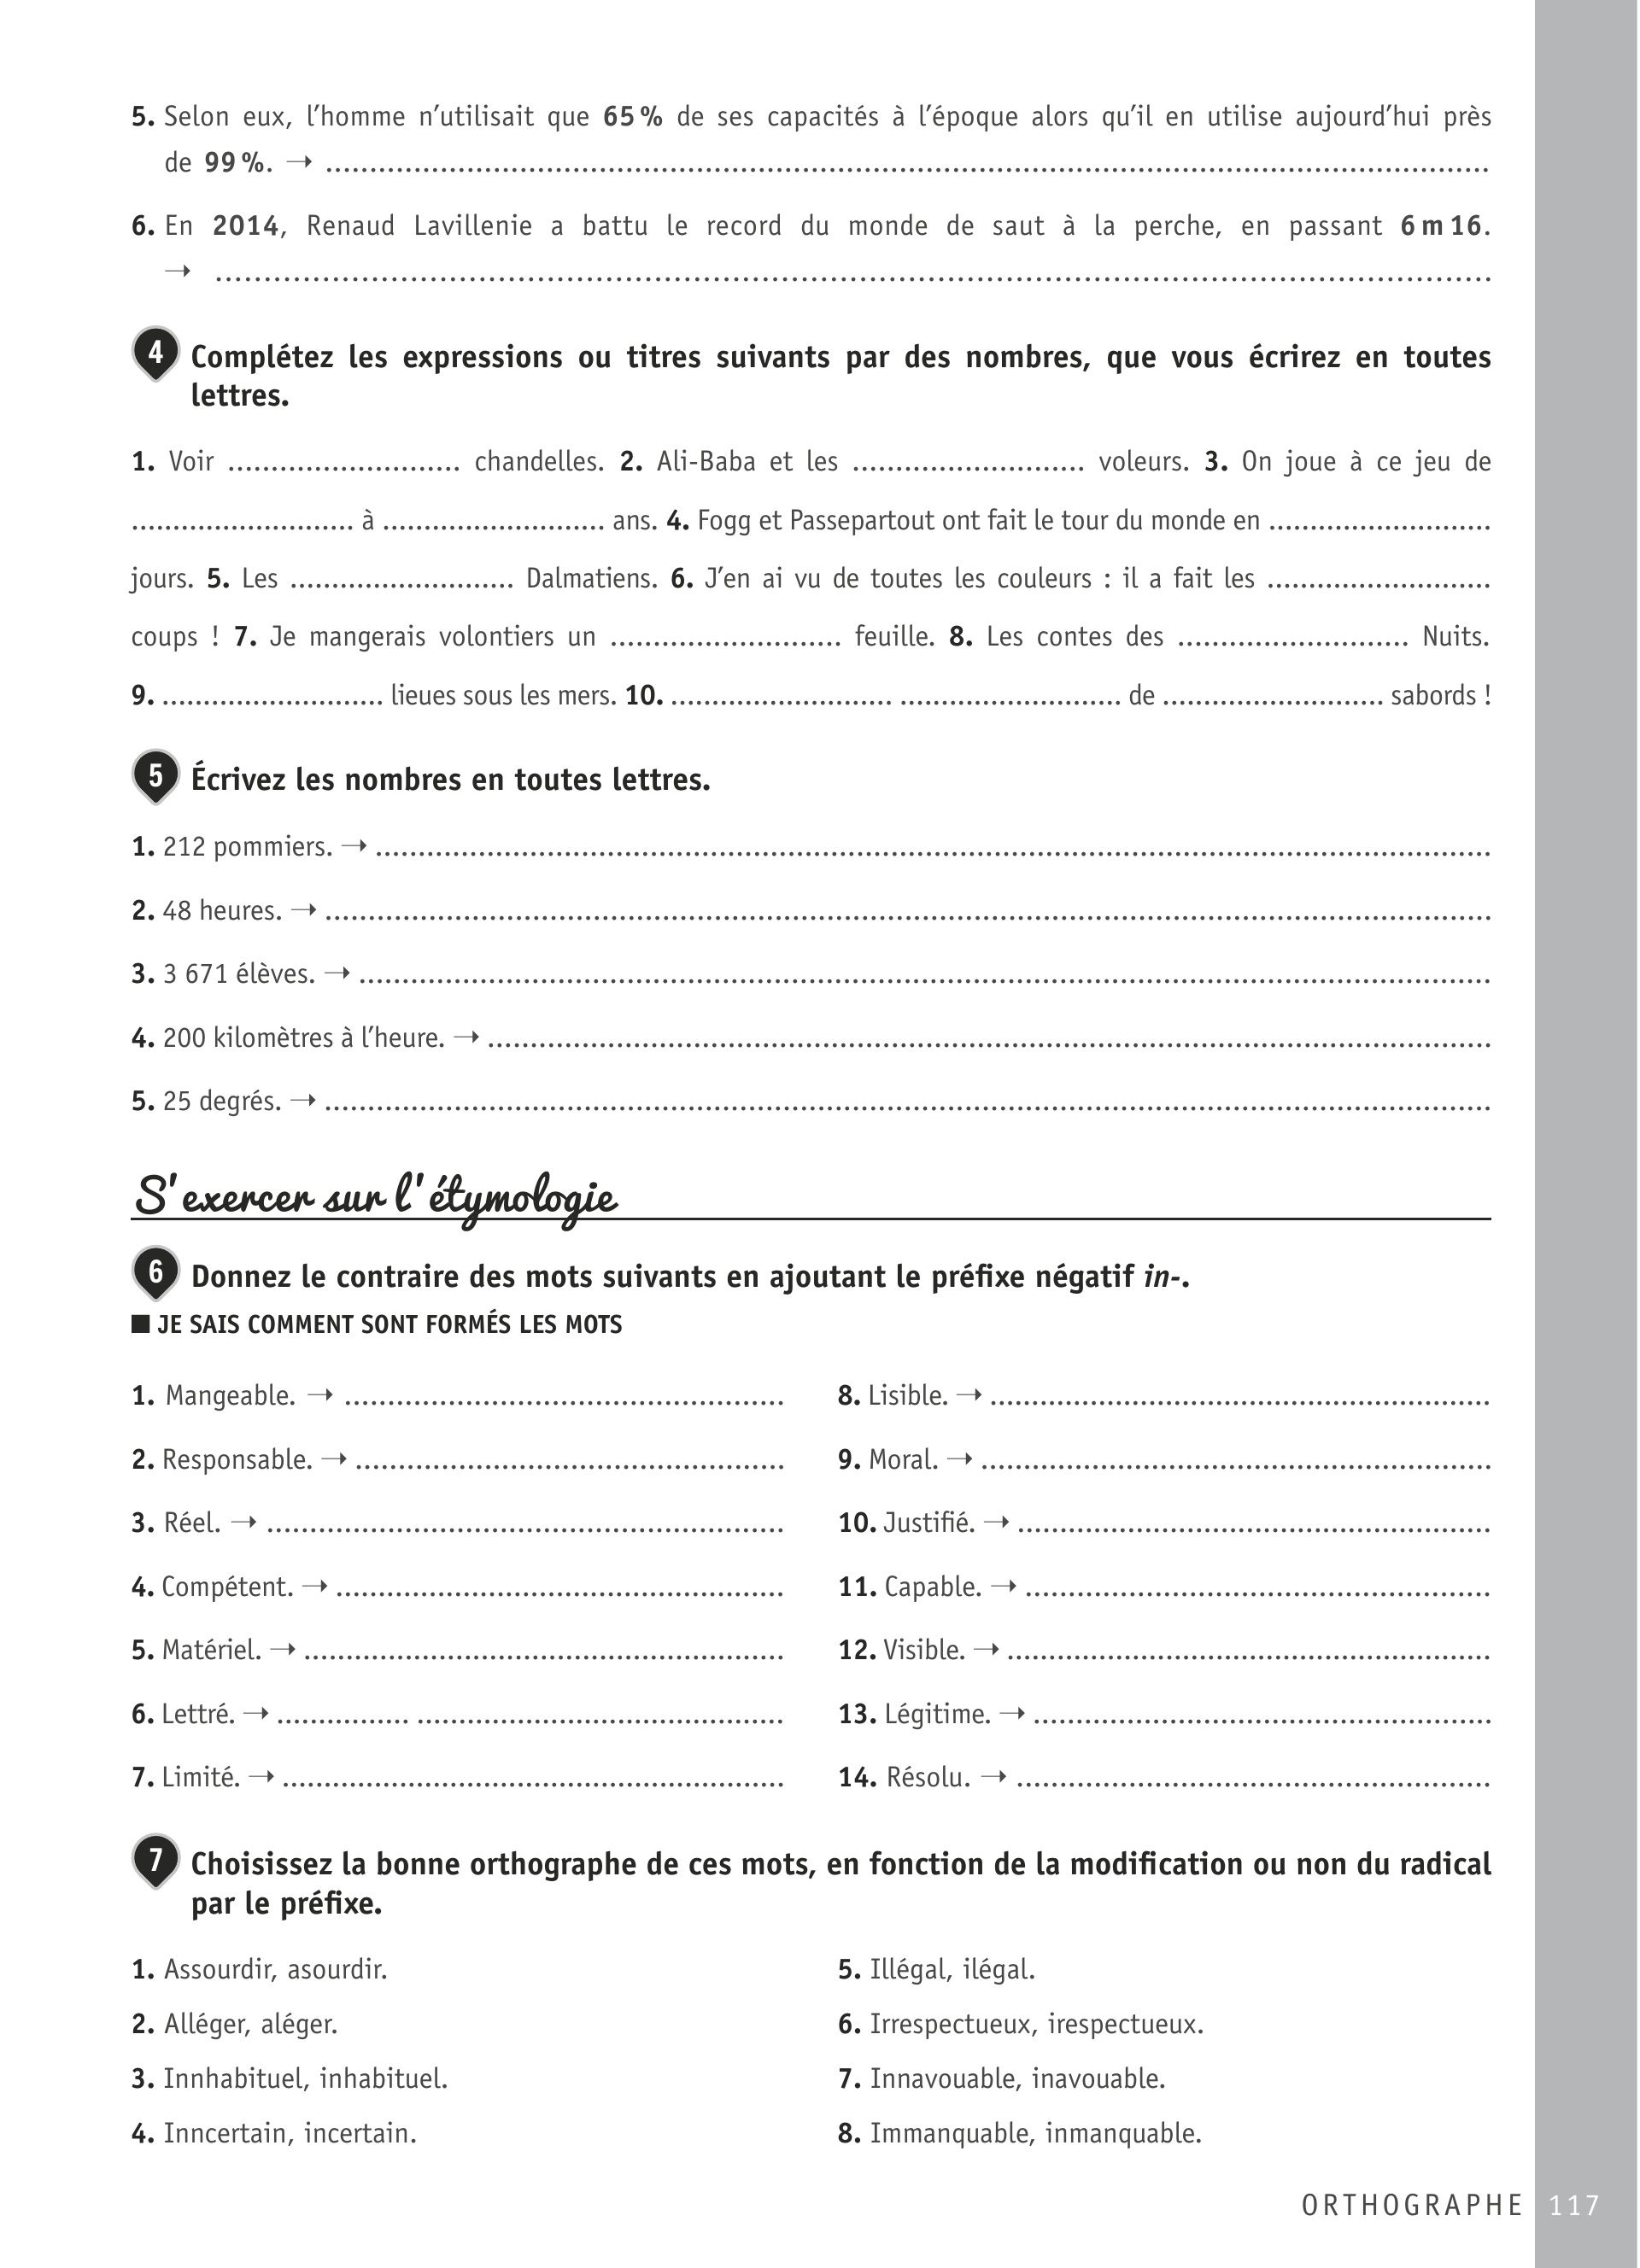 5. Selon eux, l'homme n'utilisait que 65 % de ses capacités à l'époque alors qu'il en utilise aujourd'hui près
de 99 %. → ........................................
6. En 2014, Renaud Lavillenie a battu le record du monde de saut à la perche, en passant 6 m 16.
→ ........................................
4 Complétez les expressions ou titres suivants par des nombres, que vous écrirez en toutes
lettres.
1. Voir ........................... chandelles. 2. Ali-Baba et les ........................... voleurs. 3. On joue à ce jeu de
........................... à ........................... ans. 4. Fogg et Passepartout ont fait le tour du monde en ...........................
jours. 5. Les ........................... Dalmatiens. 6. J'en ai vu de toutes les couleurs : il a fait les ...........................
coups ! 7. Je mangerais volontiers un ........................... feuille. 8. Les contes des ........................... Nuits.
9. ........................... lieues sous les mers. 10. ........................... ........................... de ........................... sabords !
5 Écrivez les nombres en toutes lettres.
1. 212 pommiers. → ........................................
2. 48 heures. → ........................................
3. 3 671 élèves. → ........................................
4. 200 kilomètres à l'heure. → ........................................
5. 25 degrés. → ........................................
S'exercer sur l'étymologie
6 Donnez le contraire des mots suivants en ajoutant le préfixe négatif in-.
■ JE SAIS COMMENT SONT FORMÉS LES MOTS
1. Mangeable. → ........................................
2. Responsable. → ........................................
3. Réel. → ........................................
4. Compétent. → ........................................
5. Matériel. → ........................................
6. Lettré. → ................ ........................................
7. Limité. → ........................................
8. Lisible. → ........................................
9. Moral. → ........................................
10. Justifié. → ........................................
11. Capable. → ........................................
12. Visible. → ........................................
13. Légitime. → ........................................
14. Résolu. → ........................................
7 Choisissez la bonne orthographe de ces mots, en fonction de la modification ou non du radical
par le préfixe.
1. Assourdir, asourdir.
2. Alléger, aléger.
3. Innhabituel, inhabituel.
4. Inncertain, incertain.
5. Illégal, ilégal.
6. Irrespectueux, irespectueux.
7. Innavouable, inavouable.
8. Immanquable, inmanquable.
ORTHOGRAPHE 117